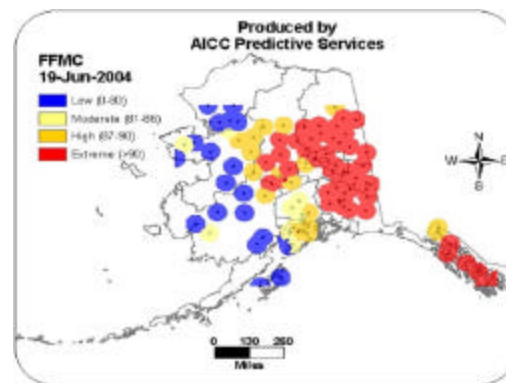 Produced by
AICC Predictive Services
FFMC
19-Jun-2004
Low (0-80)
Moderate (81-86)
High (87-90)
Extreme (>90)
N
W
E
S
0 130 260
Miles